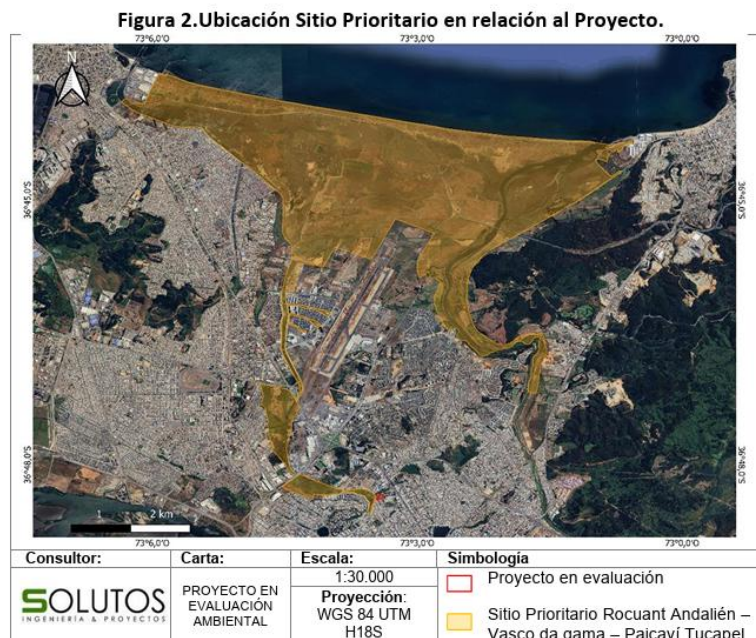 Figura 2.Ubicación Sitio Prioritario en relación al Proyecto.
73°6,0'O 73°3,0'O 73°0,0'O
N
36°45,0'S 36°45,0'S
36°48,0'S 36°48,0'S
1 2 km
73°6,0'O 73°3,0'O 73°0,0'O
Consultor: Carta: Escala: Simbología
1:30.000
Proyecto en evaluación
SOLUTOS
INGENIERÍA & PROYECTOS
PROYECTO EN
EVALUACIÓN
AMBIENTAL
Proyección:
WGS 84 UTM
H18S
Sitio Prioritario Rocuant Andalién –
Vasco da gama – Paicaví Tucapel